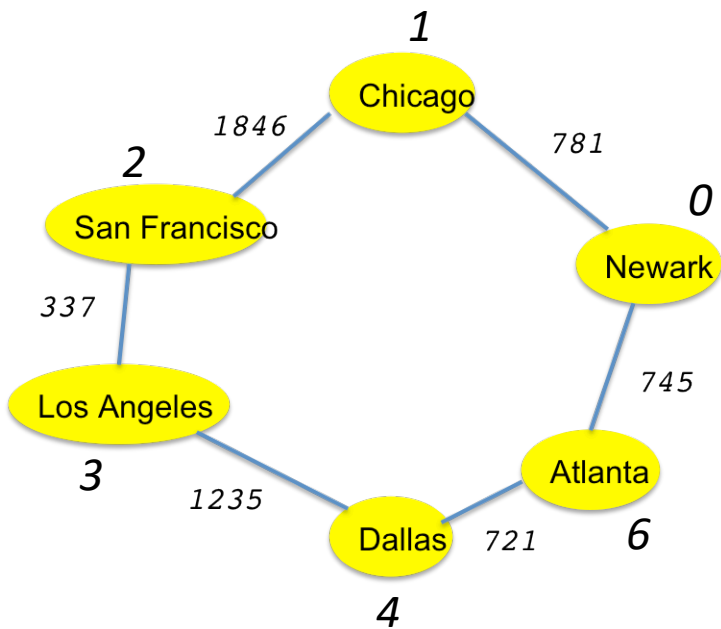 1
Chicago
1846
781
2
0
San Francisco
Newark
337
745
Los Angeles
Atlanta
3
1235
Dallas
721
6
4